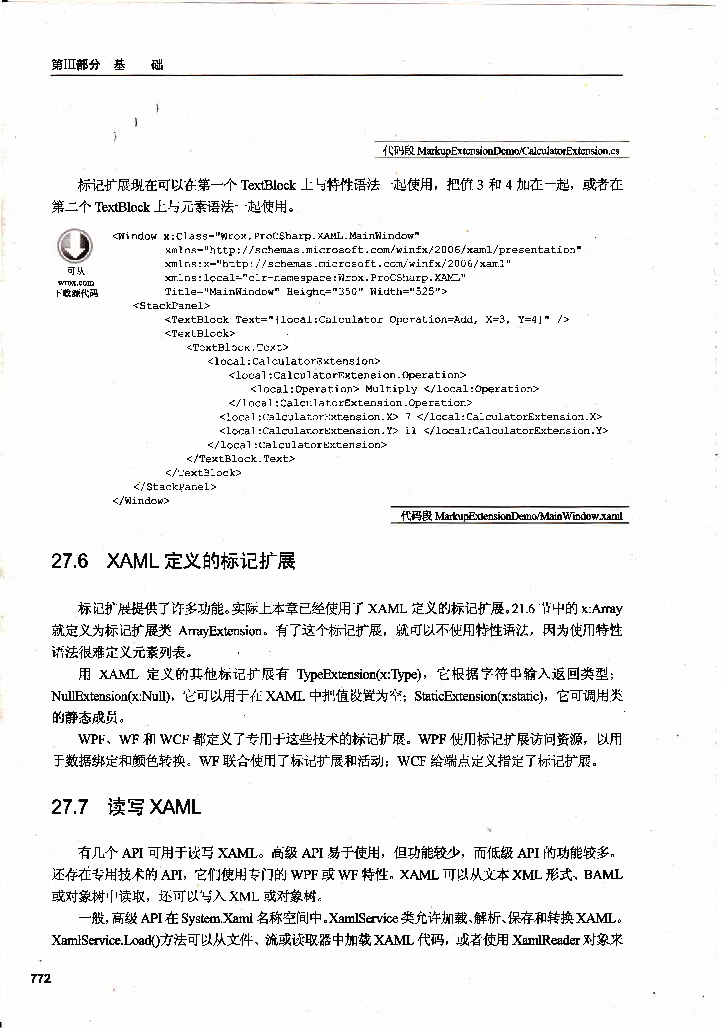 第III部分 基 础
}
}
}
代码段 MarkupExtensionDemo/CalculatorExtension.cs
标记扩展现在可以在第一个 TextBlock 上与特性语法一起使用，把值 3 和 4 加在一起，或者在
第二个 TextBlock 上与元素语法一起使用。
可从
wrox.com
下载源代码
<Window x:Class="Wrox.ProCSharp.XAML.MainWindow"
xmlns="http://schemas.microsoft.com/winfx/2006/xaml/presentation"
xmlns:x="http://schemas.microsoft.com/winfx/2006/xaml"
xmlns:local="clr-namespace:Wrox.ProCSharp.XAML"
Title="MainWindow" Height="350" Width="525">
<StackPanel>
<TextBlock Text="{local:Calculator Operation=Add, X=3, Y=4}" />
<TextBlock>
<TextBlock.Text>
<local:CalculatorExtension>
<local:CalculatorExtension.Operation>
<local:Operation> Multiply </local:Operation>
</local:CalculatorExtension.Operation>
<local:CalculatorExtension.X> 7 </local:CalculatorExtension.X>
<local:CalculatorExtension.Y> 11 </local:CalculatorExtension.Y>
</local:CalculatorExtension>
</TextBlock.Text>
</TextBlock>
</StackPanel>
</Window>
代码段 MarkupExtensionDemo/MainWindow.xaml
27.6 XAML 定义的标记扩展
标记扩展提供了许多功能。实际上本章已经使用了 XAML 定义的标记扩展。21.6 节中的 x:Array
就定义为标记扩展类 ArrayExtension。有了这个标记扩展，就可以不使用特性语法，因为使用特性
语法很难定义元素列表。
用 XAML 定义的其他标记扩展有 TypeExtension(x:Type)，它根据字符串输入返回类型；
NullExtension(x:Null)，它可以用于在 XAML 中把值设置为空；StaticExtension(x:static)，它可调用类
的静态成员。
WPF、WF 和 WCF 都定义了专用于这些技术的标记扩展。WPF 使用标记扩展访问资源，以用
于数据绑定和颜色转换。WF 联合使用了标记扩展和活动；WCF 给端点定义指定了标记扩展。
27.7 读写 XAML
有几个 API 可用于读写 XAML。高级 API 易于使用，但功能较少，而低级 API 的功能较多。
还存在专用技术的 API，它们使用专门的 WPF 或 WF 特性。XAML 可以从文本 XML 形式、BAML
或对象树中读取，还可以写入 XML 或对象树。
一般，高级 API 在 System.Xaml 名称空间中。XamlService 类允许加载、解析、保存和转换 XAML。
XamlService.Load()方法可以从文件、流或读取器中加载 XAML 代码，或者使用 XamlReader 对象来
772